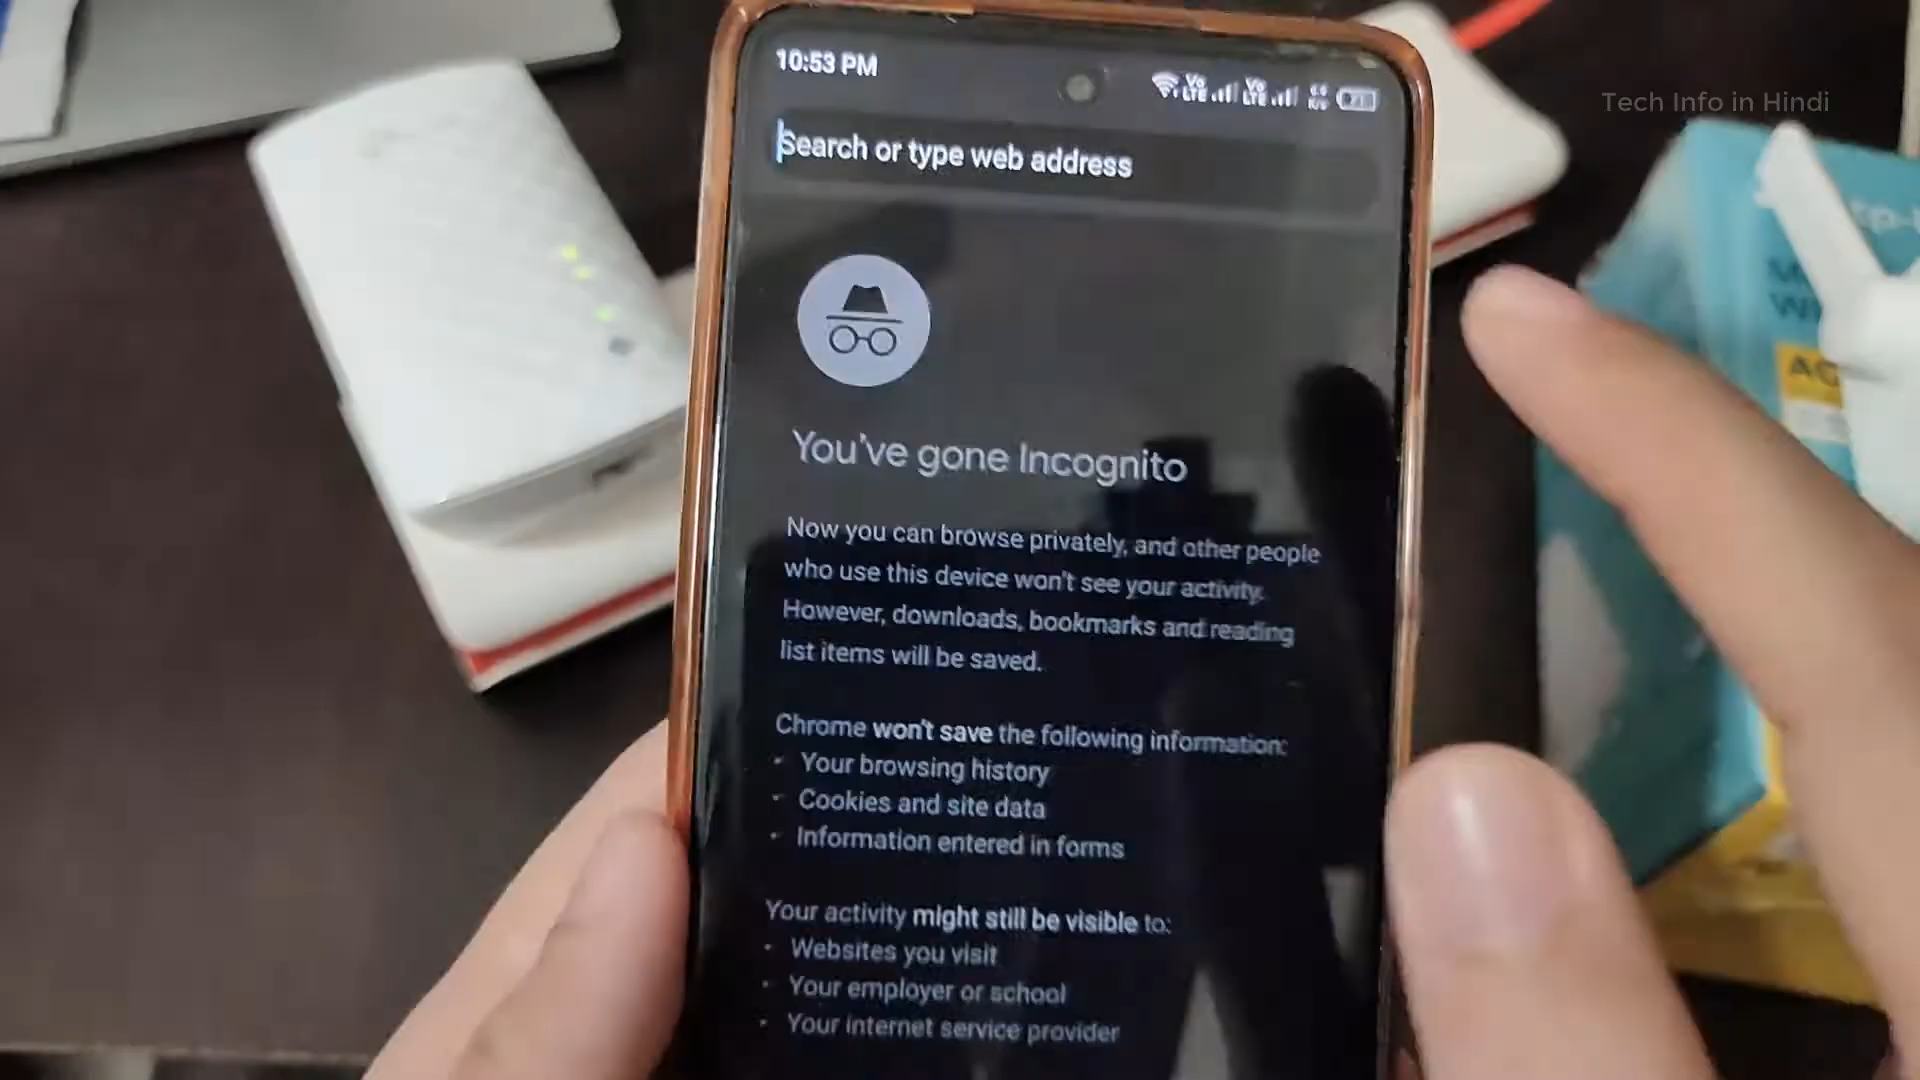 10:53 PM
Tech Info in Hindi
Search or type web address
You've gone Incognito
Now you can browse privately, and other people
who use this device won't see your activity.
However, downloads, bookmarks and reading
list items will be saved.
Chrome won't save the following information:
• Your browsing history
• Cookies and site data
• Information entered in forms
Your activity might still be visible to:
• Websites you visit
• Your employer or school
• Your internet service provider